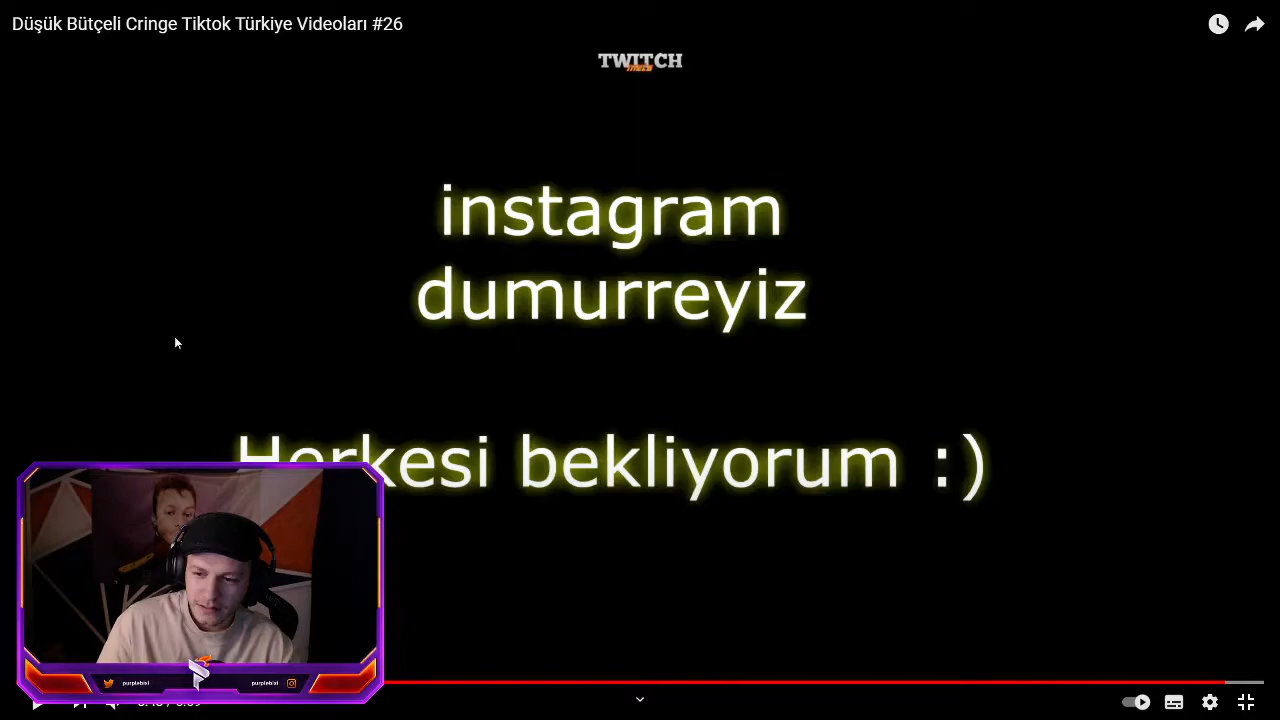 Düşük Bütçeli Cringe Tiktok Türkiye Videoları #26
TWITCH
instagram
dumurreyiz
Herkesi bekliyorum :)
purplebixi purplebixi